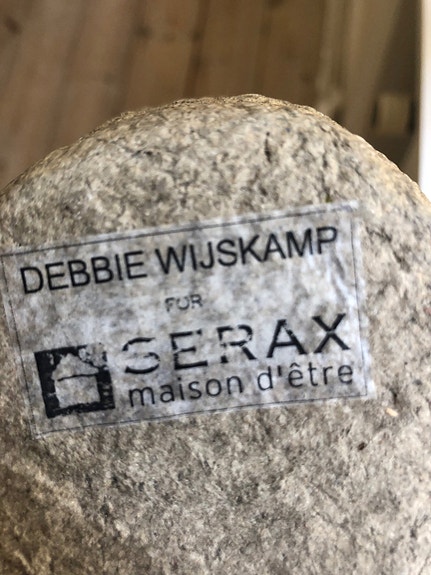 DEBBIE WIJSKAMP
FOR
SERAX
maison d'être